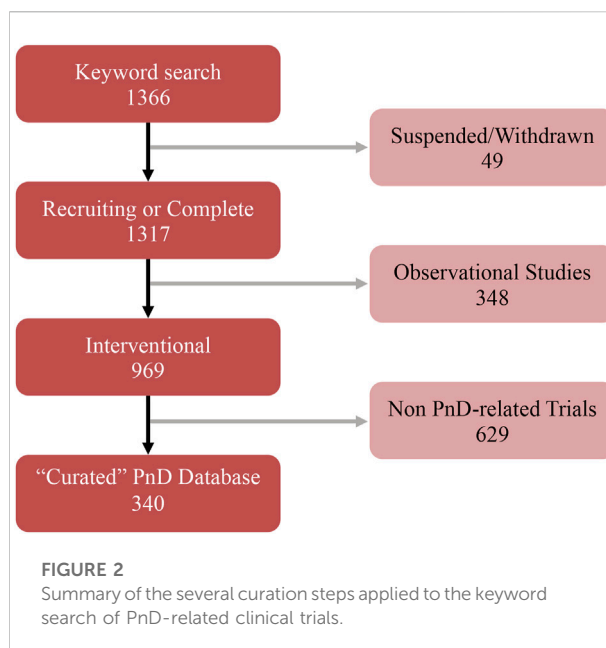 Keyword search
1366
Suspended/Withdrawn
49
Recruiting or Complete
1317
Observational Studies
348
Interventional
969
Non PnD-related Trials
629
“Curated” PnD Database
340
FIGURE 2
Summary of the several curation steps applied to the keyword
search of PnD-related clinical trials.